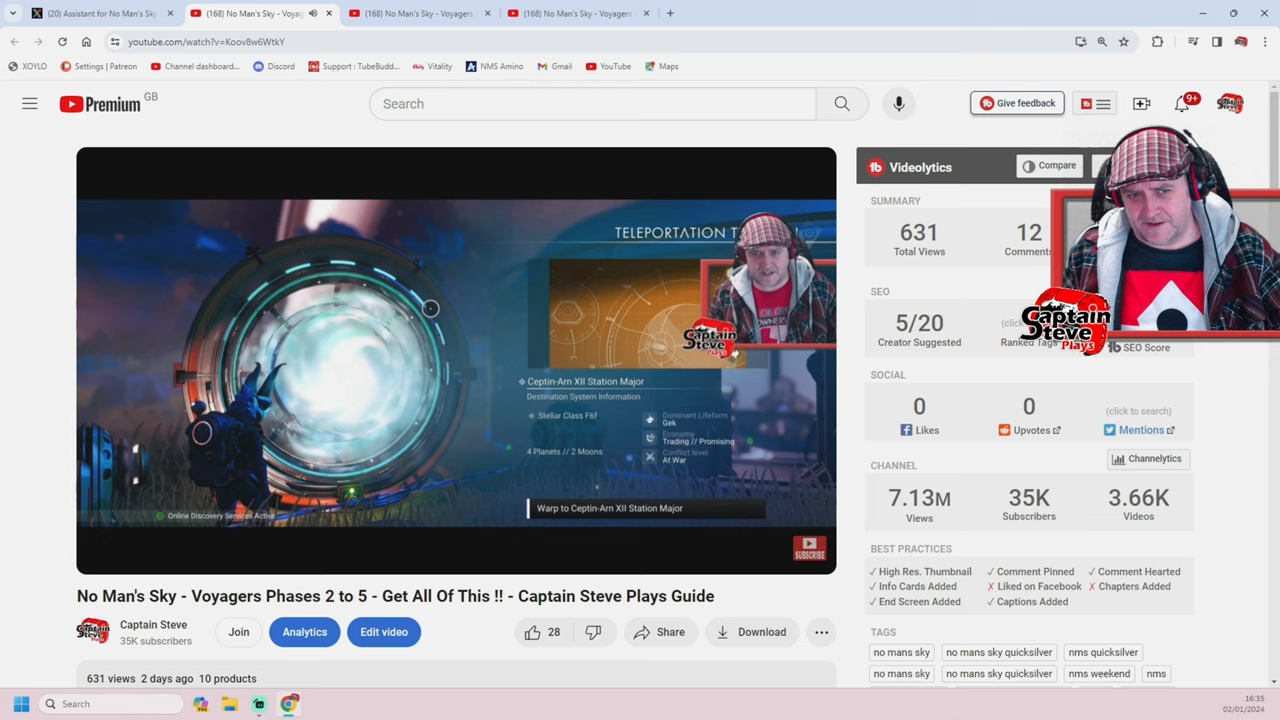 (20) Assistant for No Man's Sky
(168) No Man's Sky - Voyag
(168) No Man's Sky - Voyagers
(168) No Man's Sky - Voyagers
youtube.com/watch?v=Koov8w6WtkY
XOYLO
Settings | Patreon
Channel dashboard...
Discord
Support : TubeBudd...
Vitality
NMS Amino
Gmail
YouTube
Maps
Premium GB
Search
Give feedback
9+
TELEPORTATION T
Captain
Steve
Plays
Ceptin-Arn XII Station Major
Destination System Information
Stellar Class F6f
Dominant Lifeform
Gek
Economy
Trading // Promising
4 Planets // 2 Moons
Conflict level
At War
Online Discovery Services Active
Warp to Ceptin-Arn XII Station Major
SUBSCRIBE
No Man's Sky - Voyagers Phases 2 to 5 - Get All Of This !! - Captain Steve Plays Guide
Captain Steve
35K subscribers
Join
Analytics
Edit video
28
Share
Download
631 views 2 days ago 10 products
Videolytics
Compare
SUMMARY
631
Total Views
12
Comments
SEO
5/20
Creator Suggested
(click
Ranked Tags
SEO Score
Captain
Steve
Plays
SOCIAL
0
Likes
0
Upvotes
(click to search)
Mentions
CHANNEL
Channelytics
7.13M
Views
35K
Subscribers
3.66K
Videos
BEST PRACTICES
✓ High Res. Thumbnail ✓ Comment Pinned ✓ Comment Hearted
✓ Info Cards Added ✗ Liked on Facebook ✗ Chapters Added
✓ End Screen Added ✓ Captions Added
TAGS
no mans sky no mans sky quicksilver nms quicksilver
no mans sky no mans sky quicksilver nms weekend nms
Search
16:35
02/01/2024